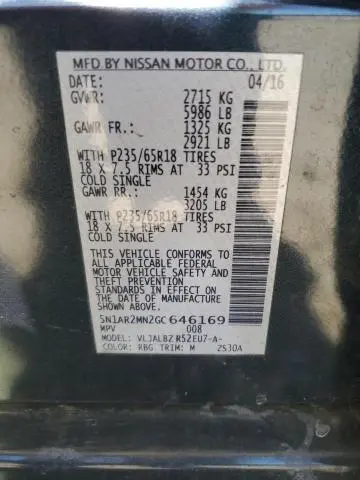 MFD BY NISSAN MOTOR CO., LTD.
DATE: 04/16
GVWR: 2715 KG
5986 LB
GAWR FR.: 1325 KG
2921 LB
WITH P235/65R18 TIRES
18 X 7.5 RIMS AT 33 PSI
COLD SINGLE
GAWR RR.: 1454 KG
3205 LB
WITH P235/65R18 TIRES
18 X 7.5 RIMS AT 33 PSI
COLD SINGLE
THIS VEHICLE CONFORMS TO
ALL APPLICABLE FEDERAL
MOTOR VEHICLE SAFETY AND
THEFT PREVENTION
STANDARDS IN EFFECT ON
THE DATE OF MANUFACTURE
SHOWN ABOVE.
5N1AR2MN2GC646169
MPV 008
MODEL: VLJALBZ R52EU7-A-
COLOR: RBG TRIM: M 2S30A